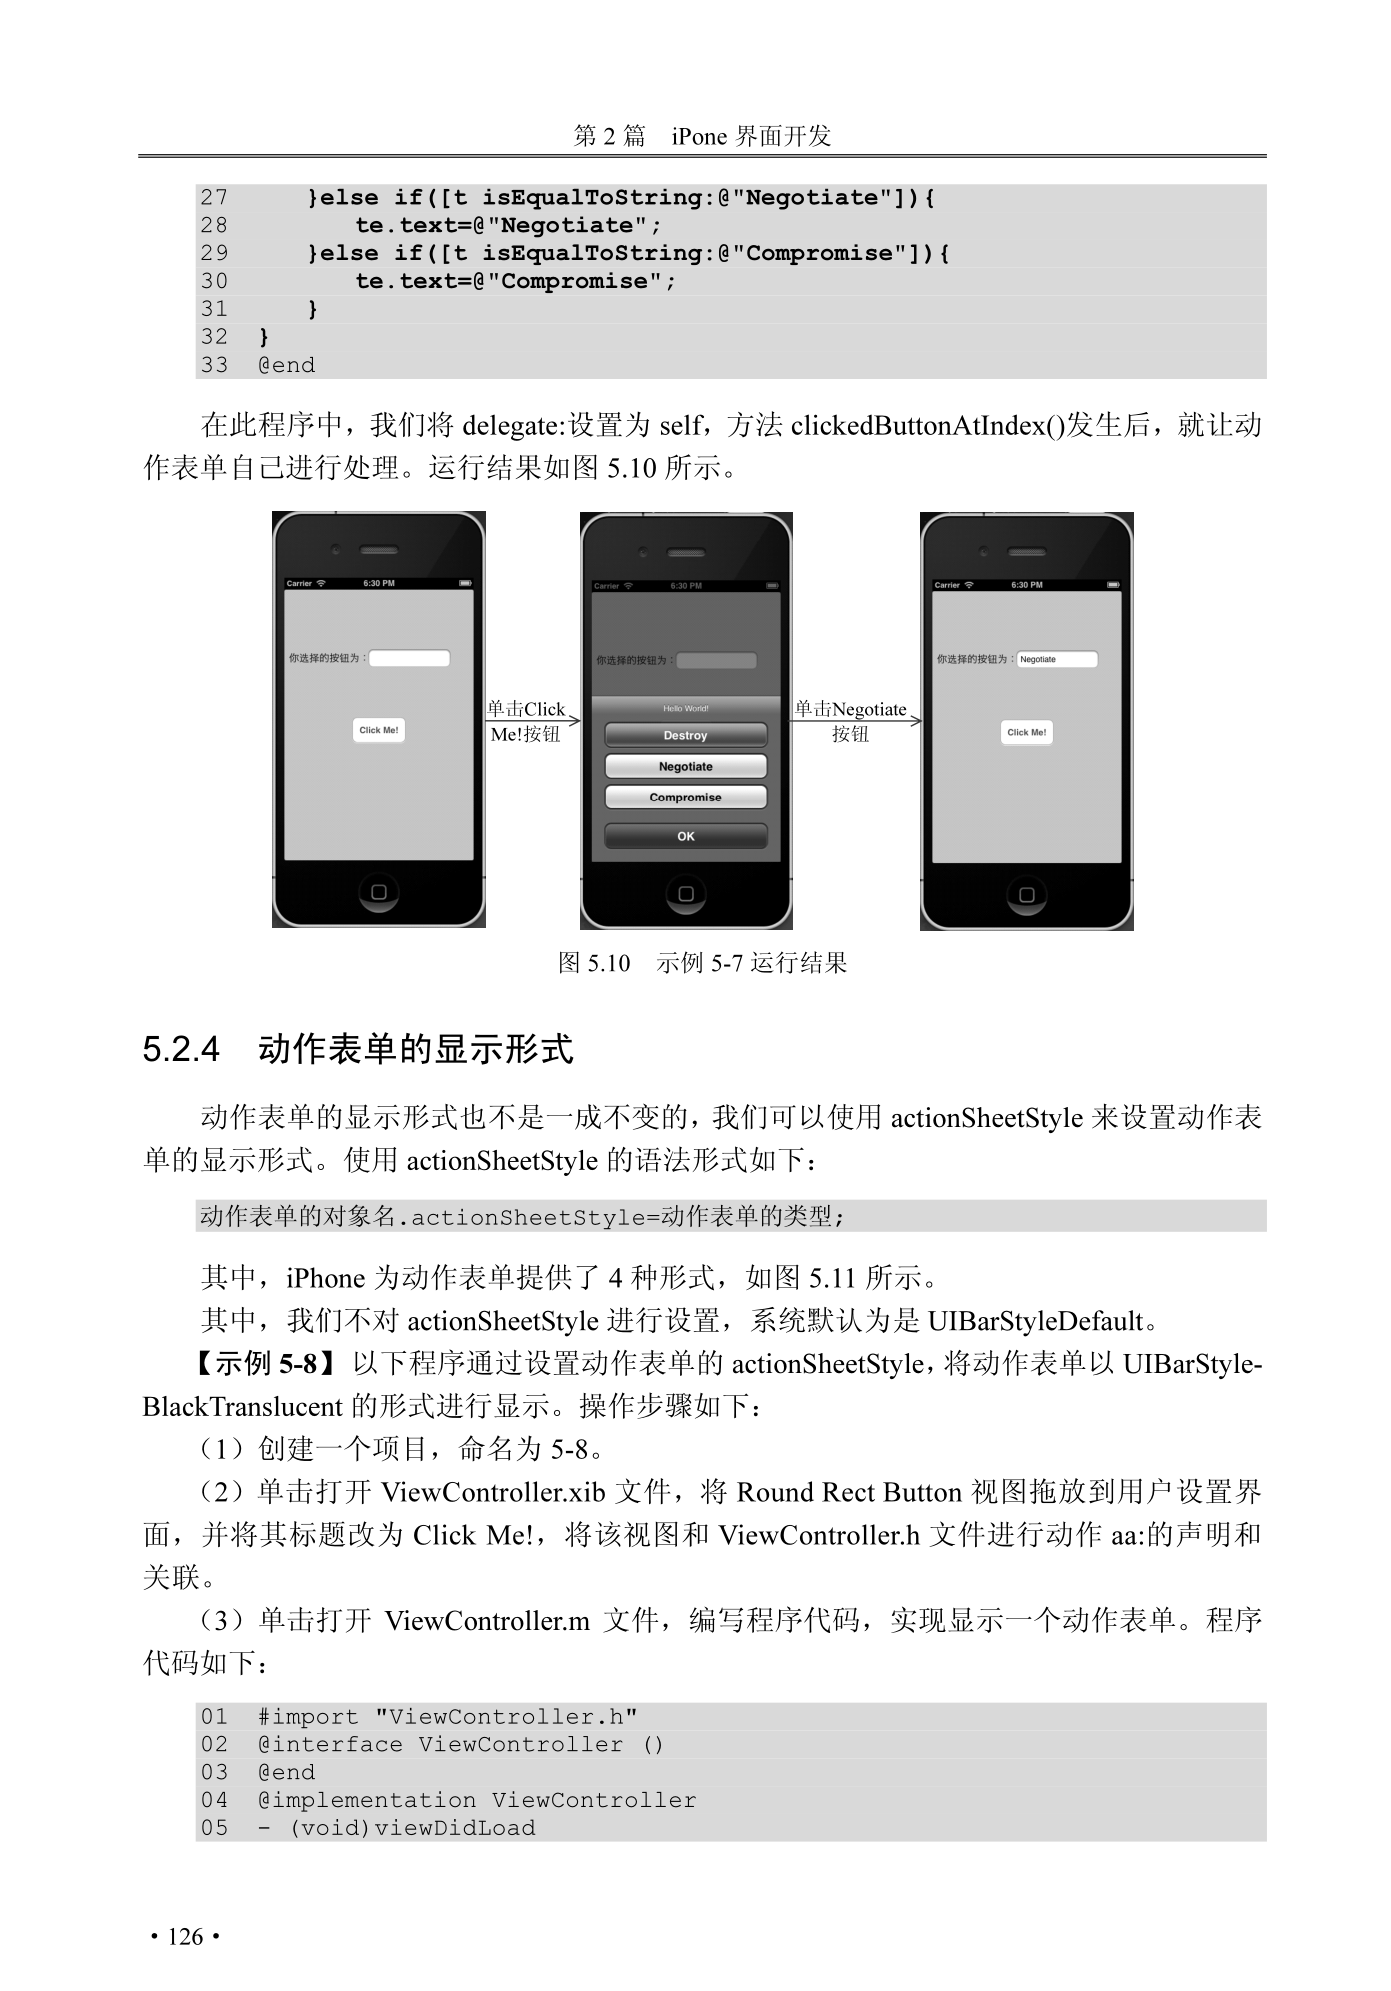 第 2 篇　iPone 界面开发
27　　}else if([t isEqualToString:@"Negotiate"]){
28　　　te.text=@"Negotiate";
29　　}else if([t isEqualToString:@"Compromise"]){
30　　　te.text=@"Compromise";
31　　}
32　}
33　@end
在此程序中，我们将 delegate:设置为 self，方法 clickedButtonAtIndex()发生后，就让动
作表单自己进行处理。运行结果如图 5.10 所示。
Carrier 6:30 PM
你选择的按钮为：
Click Me!
单击Click
Me!按钮
Carrier 6:30 PM
你选择的按钮为：
Hello World!
Destroy
Negotiate
Compromise
OK
单击Negotiate
按钮
Carrier 6:30 PM
你选择的按钮为： Negotiate
Click Me!
图 5.10　示例 5-7 运行结果
5.2.4　动作表单的显示形式
动作表单的显示形式也不是一成不变的，我们可以使用 actionSheetStyle 来设置动作表
单的显示形式。使用 actionSheetStyle 的语法形式如下：
动作表单的对象名.actionSheetStyle=动作表单的类型;
其中，iPhone 为动作表单提供了 4 种形式，如图 5.11 所示。
其中，我们不对 actionSheetStyle 进行设置，系统默认为是 UIBarStyleDefault。
【示例 5-8】 以下程序通过设置动作表单的 actionSheetStyle，将动作表单以 UIBarStyle-
BlackTranslucent 的形式进行显示。操作步骤如下：
（1）创建一个项目，命名为 5-8。
（2）单击打开 ViewController.xib 文件，将 Round Rect Button 视图拖放到用户设置界
面，并将其标题改为 Click Me!，将该视图和 ViewController.h 文件进行动作 aa:的声明和
关联。
（3）单击打开 ViewController.m 文件，编写程序代码，实现显示一个动作表单。程序
代码如下：
01　#import "ViewController.h"
02　@interface ViewController ()
03　@end
04　@implementation ViewController
05　- (void)viewDidLoad
• 126 •